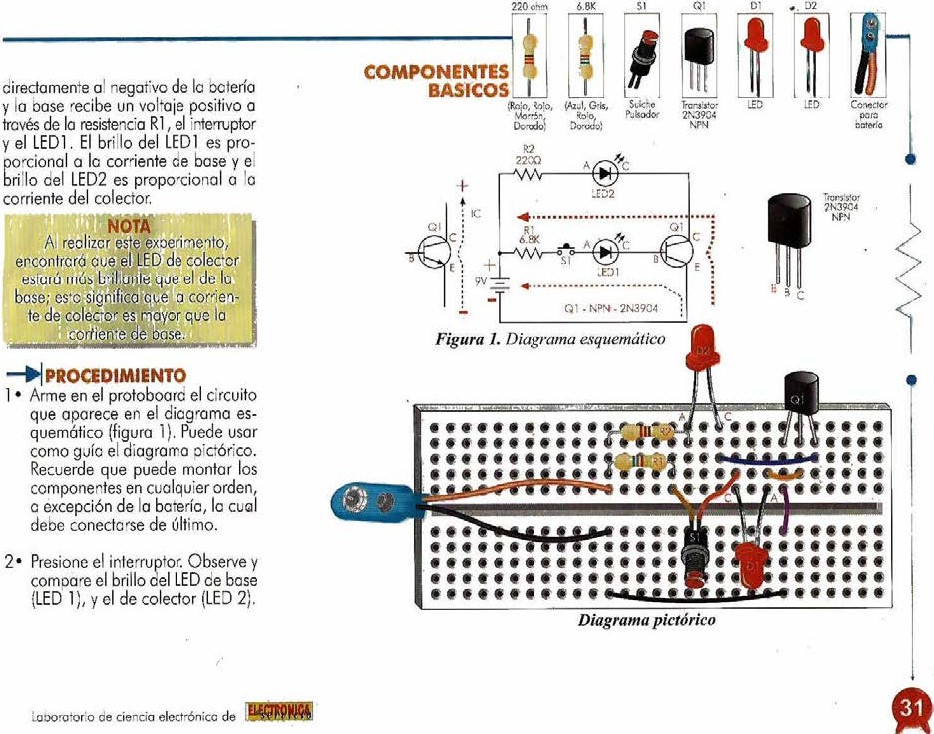 directamente al negativo de la batería
y la base recibe un voltaje positivo a
través de la resistencia R1, el interruptor
y el LED1. El brillo del LED1 es pro-
porcional a la corriente de base y el
brillo del LED2 es proporcional a la
corriente del colector.
NOTA
Al realizar este experimento,
encontrará que el LED de colector
estará más brillante que el de la
base; esto significa que la corrien-
te de colector es mayor que la
corriente de base.
PROCEDIMIENTO
1• Arme en el protoboard el circuito
que aparece en el diagrama es-
quemático (figura 1). Puede usar
como guía el diagrama pictórico.
Recuerde que puede montar los
componentes en cualquier orden,
a excepción de la batería, la cual
debe conectarse de último.
2• Presione el interruptor. Observe y
compare el brillo del LED de base
(LED 1), y el de colector (LED 2).
COMPONENTES
BASICOS
220 ohm
(Rojo, Rojo,
Marrón,
Dorado)
6.8K
(Azul, Gris,
Rojo,
Dorado)
S1
Suiche
Pulsador
Q1
Transistor
2N3904
NPN
D1
LED
D2
LED
Conector
para
batería
Q1
B
C
E
+
IC
-
R2
220Ω
A
C
LED2
R1
6.8K
S1
A
C
LED1
Q1
B
C
E
+
9V
-
Q1 - NPN - 2N3904
Transistor
2N3904
NPN
E
B
C
Figura 1. Diagrama esquemático
D2
A
C
Q1
R2
R1
C
A
S1
D1
Diagrama pictórico
Laboratorio de ciencia electrónica de
ELECTRONICA
31